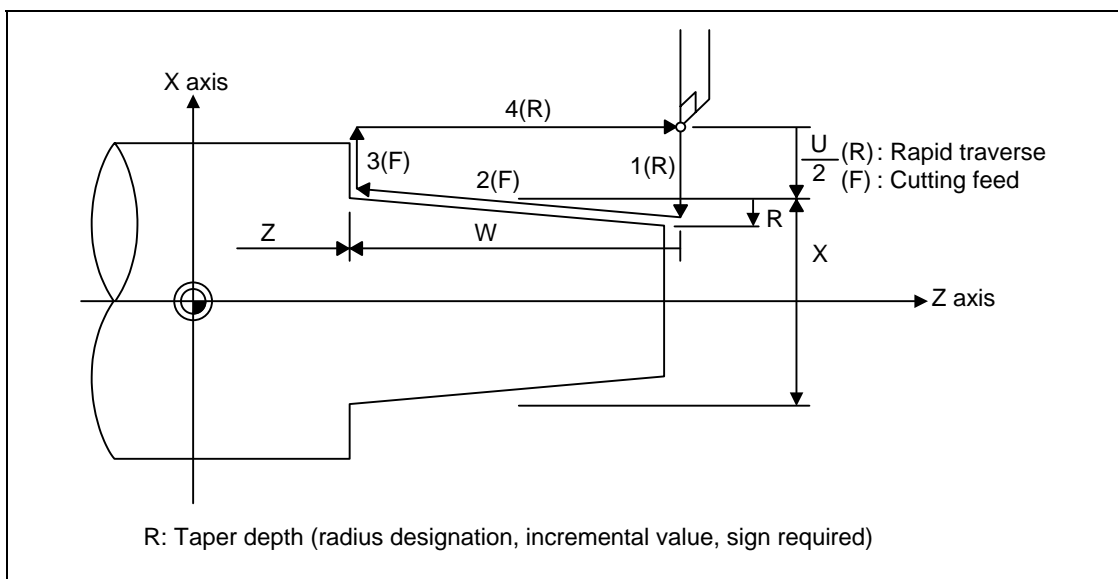 X axis
4(R)
3(F)
2(F)
1(R)
U
2
(R) : Rapid traverse
(F) : Cutting feed
R
Z
W
X
Z axis
R: Taper depth (radius designation, incremental value, sign required)